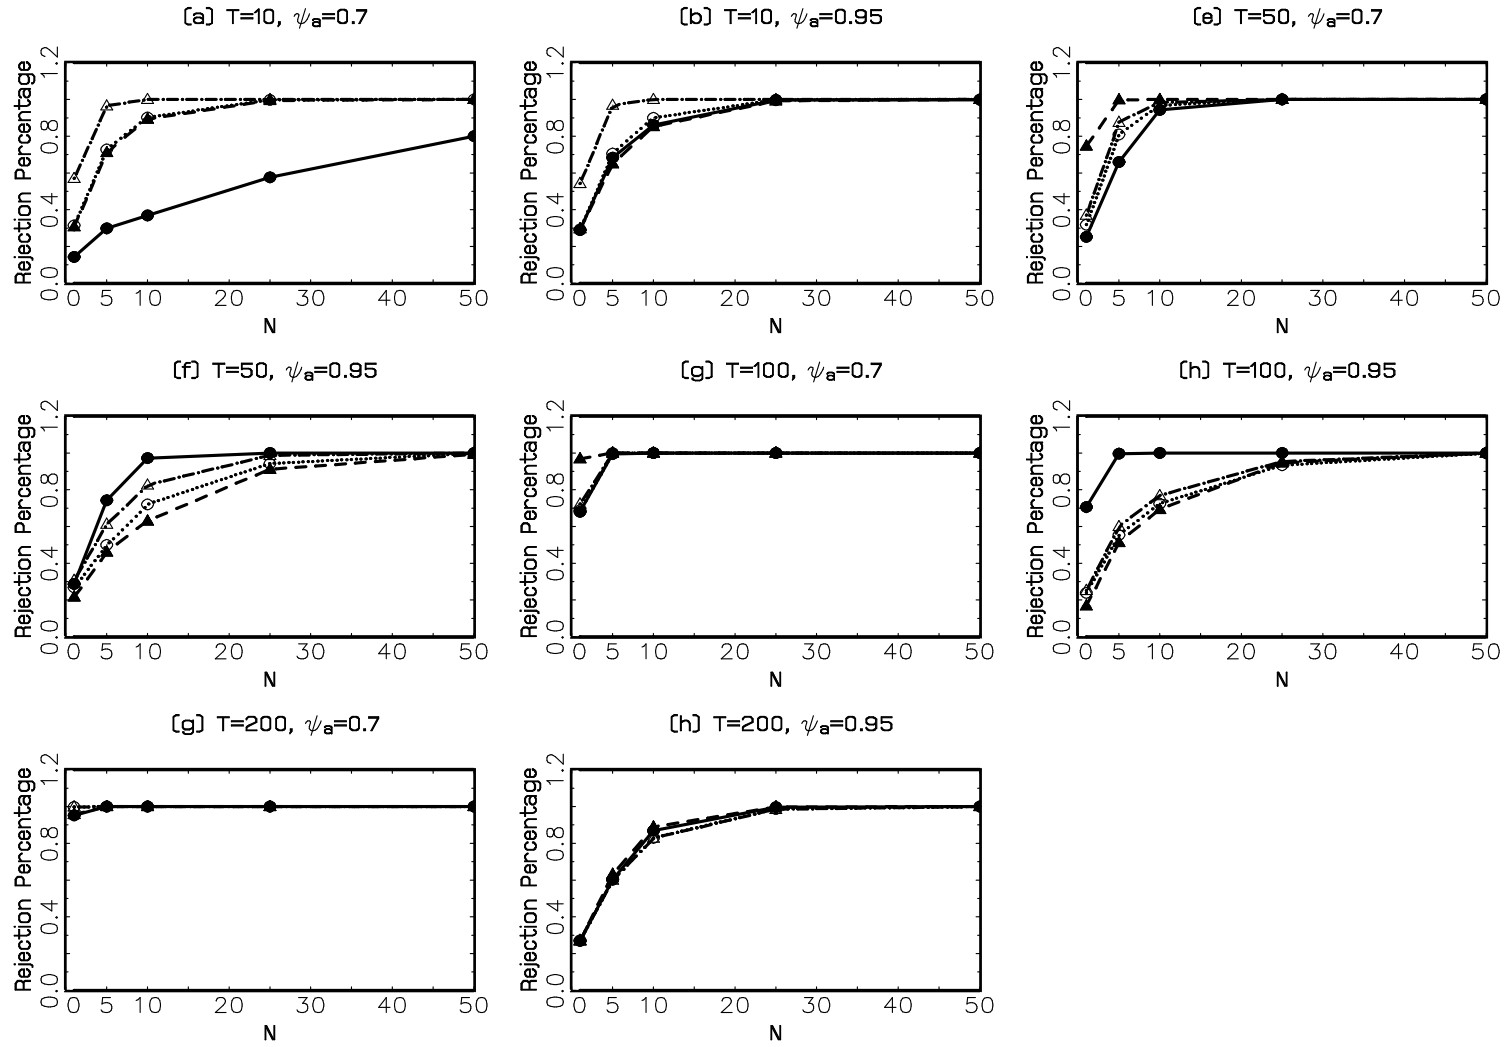 (a) T=10, ψa=0.7
Rejection Percentage
0.0 0.4 0.8 1.2
0 5 10 20 30 40 50
N
(b) T=10, ψa=0.95
Rejection Percentage
0.0 0.4 0.8 1.2
0 5 10 20 30 40 50
N
(e) T=50, ψa=0.7
Rejection Percentage
0.0 0.4 0.8 1.2
0 5 10 20 30 40 50
N
(f) T=50, ψa=0.95
Rejection Percentage
0.0 0.4 0.8 1.2
0 5 10 20 30 40 50
N
(g) T=100, ψa=0.7
Rejection Percentage
0.0 0.4 0.8 1.2
0 5 10 20 30 40 50
N
(h) T=100, ψa=0.95
Rejection Percentage
0.0 0.4 0.8 1.2
0 5 10 20 30 40 50
N
(g) T=200, ψa=0.7
Rejection Percentage
0.0 0.4 0.8 1.2
0 5 10 20 30 40 50
N
(h) T=200, ψa=0.95
Rejection Percentage
0.0 0.4 0.8 1.2
0 5 10 20 30 40 50
N